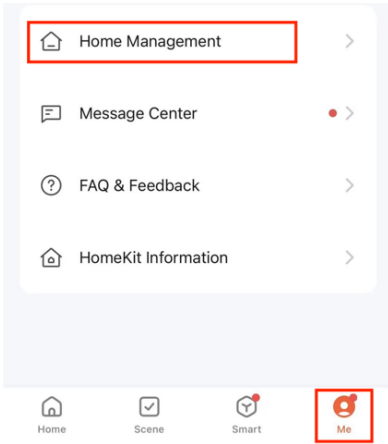 Home Management
Message Center
FAQ & Feedback
HomeKit Information
Home
Scene
Smart
Me